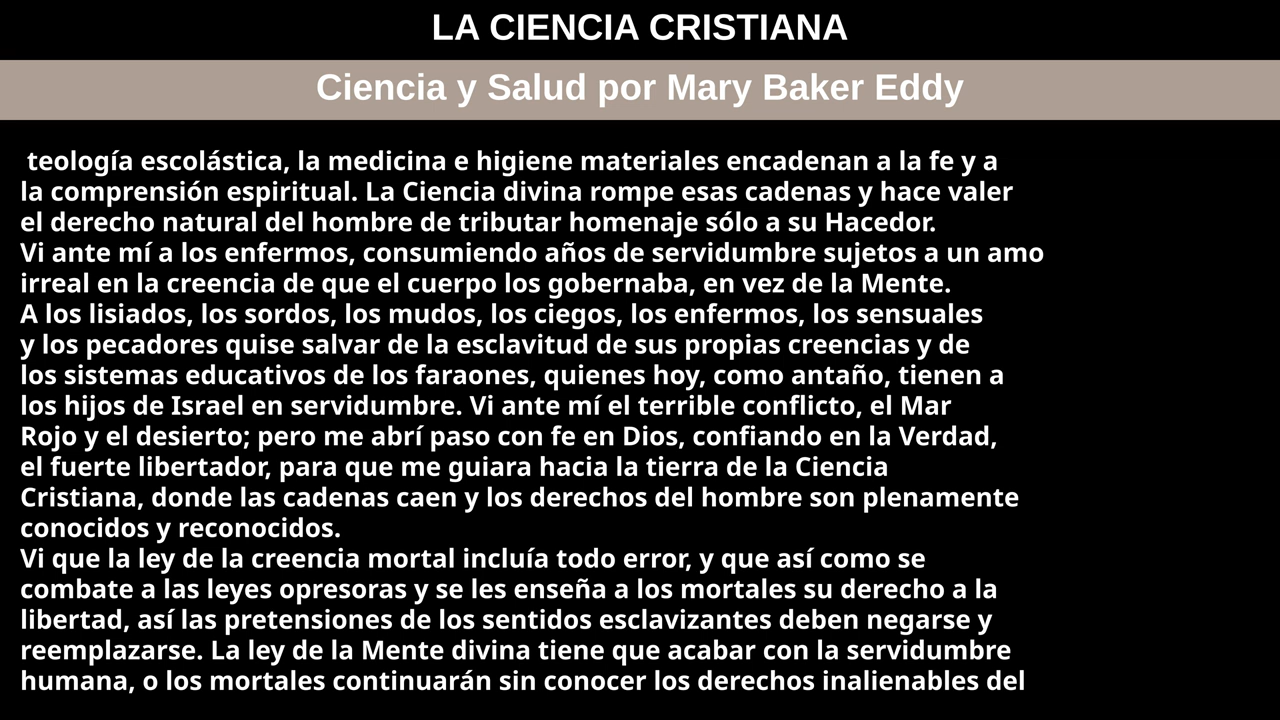 LA CIENCIA CRISTIANA
Ciencia y Salud por Mary Baker Eddy
teología escolástica, la medicina e higiene materiales encadenan a la fe y a
la comprensión espiritual. La Ciencia divina rompe esas cadenas y hace valer
el derecho natural del hombre de tributar homenaje sólo a su Hacedor.
Vi ante mí a los enfermos, consumiendo años de servidumbre sujetos a un amo
irreal en la creencia de que el cuerpo los gobernaba, en vez de la Mente.
A los lisiados, los sordos, los mudos, los ciegos, los enfermos, los sensuales
y los pecadores quise salvar de la esclavitud de sus propias creencias y de
los sistemas educativos de los faraones, quienes hoy, como antaño, tienen a
los hijos de Israel en servidumbre. Vi ante mí el terrible conflicto, el Mar
Rojo y el desierto; pero me abrí paso con fe en Dios, confiando en la Verdad,
el fuerte libertador, para que me guiara hacia la tierra de la Ciencia
Cristiana, donde las cadenas caen y los derechos del hombre son plenamente
conocidos y reconocidos.
Vi que la ley de la creencia mortal incluía todo error, y que así como se
combate a las leyes opresoras y se les enseña a los mortales su derecho a la
libertad, así las pretensiones de los sentidos esclavizantes deben negarse y
reemplazarse. La ley de la Mente divina tiene que acabar con la servidumbre
humana, o los mortales continuarán sin conocer los derechos inalienables del